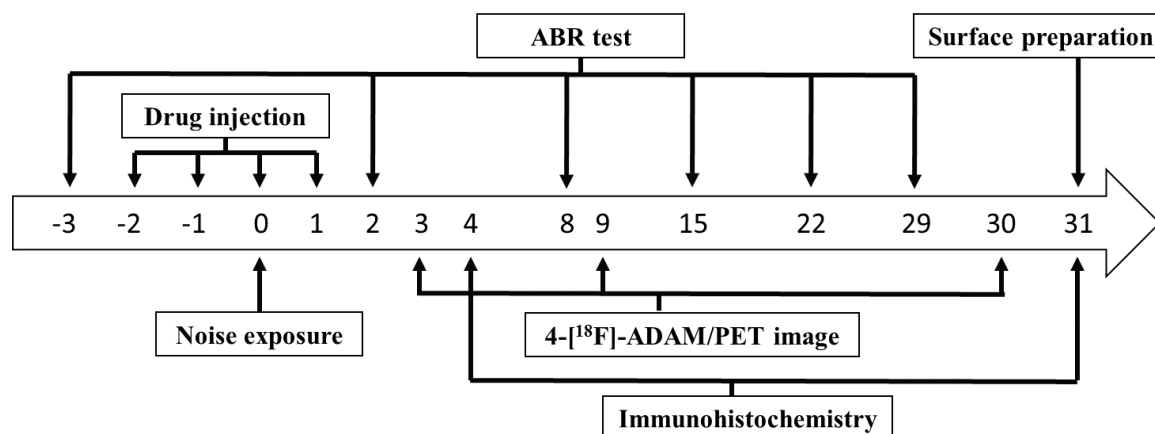 ABR test
Surface preparation
Drug injection
-3 -2 -1 0 1 2 3 4 8 9 15 22 29 30 31
Noise exposure
4-[¹⁸F]-ADAM/PET image
Immunohistochemistry